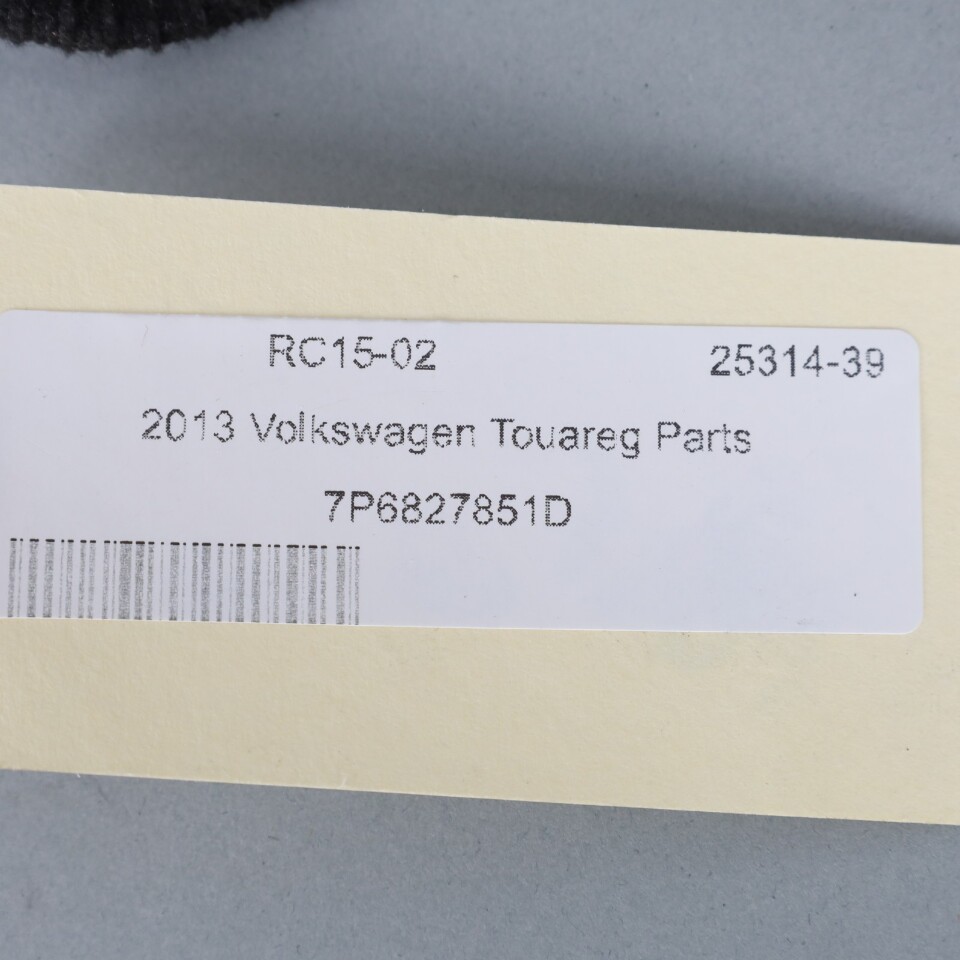 RC15-02 25314-39
2013 Volkswagen Touareg Parts
7P6827851D